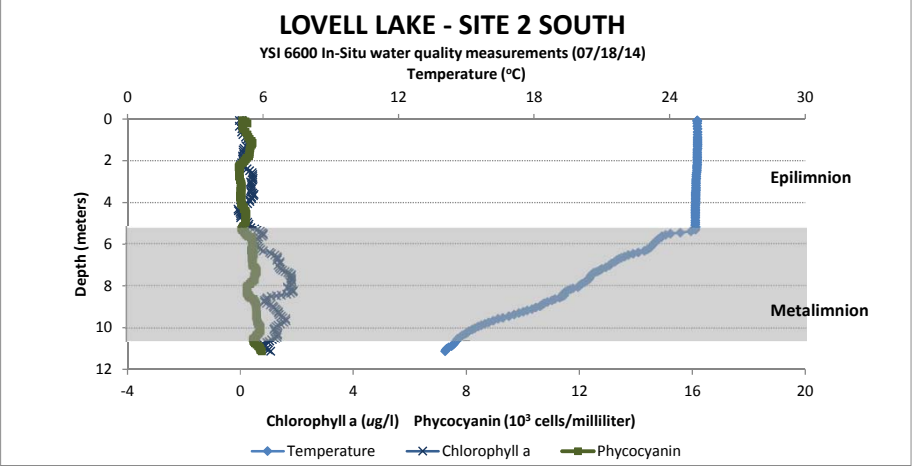 LOVELL LAKE - SITE 2 SOUTH
YSI 6600 In-Situ water quality measurements (07/18/14)
Temperature (°C)
0 6 12 18 24 30
0
2
4
6
8
10
12
Depth (meters)
Epilimnion
Metalimnion
-4 0 4 8 12 16 20
Chlorophyll a (ug/l) Phycocyanin (10³ cells/milliliter)
Temperature Chlorophyll a Phycocyanin